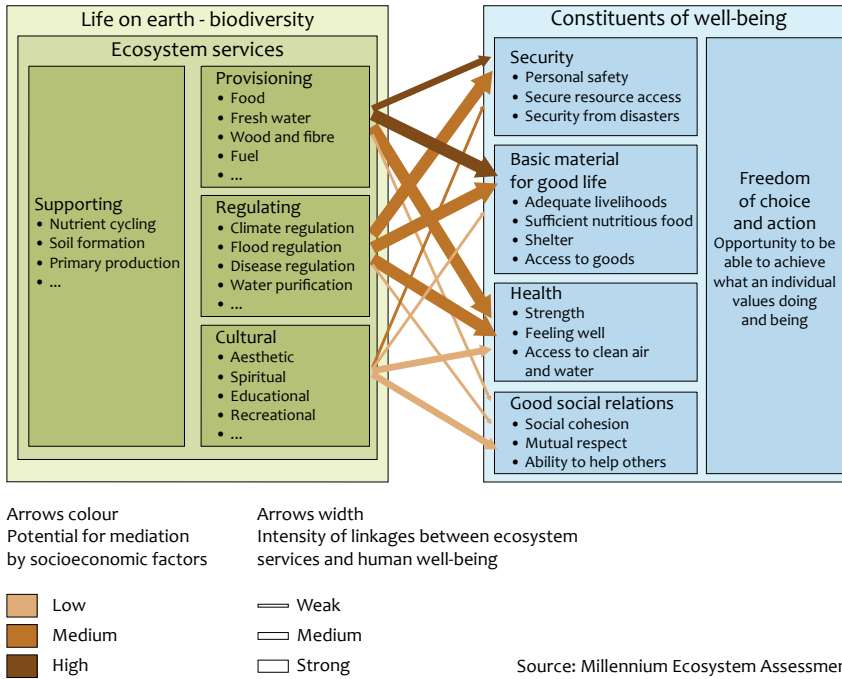 Life on earth - biodiversity
Ecosystem services
Supporting
• Nutrient cycling
• Soil formation
• Primary production
• ...
Provisioning
• Food
• Fresh water
• Wood and fibre
• Fuel
• ...
Regulating
• Climate regulation
• Flood regulation
• Disease regulation
• Water purification
• ...
Cultural
• Aesthetic
• Spiritual
• Educational
• Recreational
• ...
Constituents of well-being
Security
• Personal safety
• Secure resource access
• Security from disasters
Basic material
for good life
• Adequate livelihoods
• Sufficient nutritious food
• Shelter
• Access to goods
Health
• Strength
• Feeling well
• Access to clean air
and water
Good social relations
• Social cohesion
• Mutual respect
• Ability to help others
Freedom
of choice
and action
Opportunity to be
able to achieve
what an individual
values doing
and being
Arrows colour
Potential for mediation
by socioeconomic factors
Low
Medium
High
Arrows width
Intensity of linkages between ecosystem
services and human well-being
Weak
Medium
Strong
Source: Millennium Ecosystem Assessmen